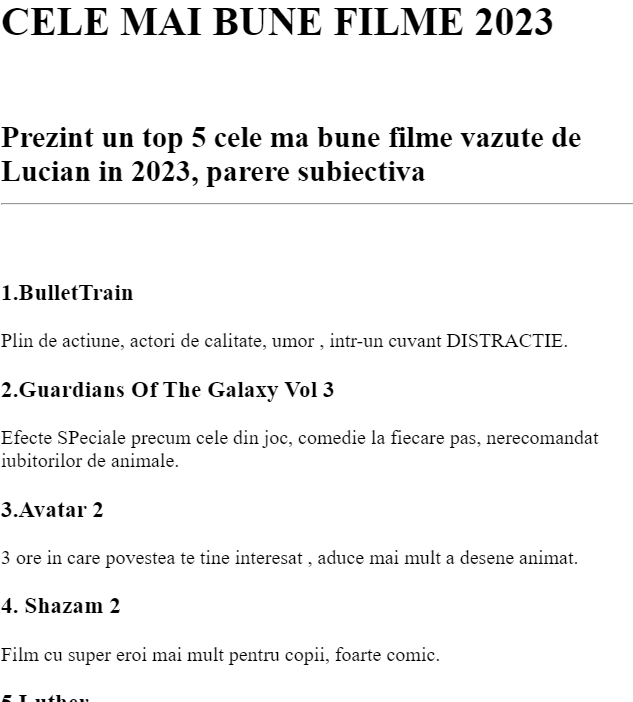 CELE MAI BUNE FILME 2023
Prezint un top 5 cele ma bune filme vazute de
Lucian in 2023, parere subiectiva
1.BulletTrain
Plin de actiune, actori de calitate, umor , intr-un cuvant DISTRACTIE.
2.Guardians Of The Galaxy Vol 3
Efecte SPeciale precum cele din joc, comedie la fiecare pas, nerecomandat
iubitorilor de animale.
3.Avatar 2
3 ore in care povestea te tine interesat , aduce mai mult a desene animat.
4. Shazam 2
Film cu super eroi mai mult pentru copii, foarte comic.
5.Luther